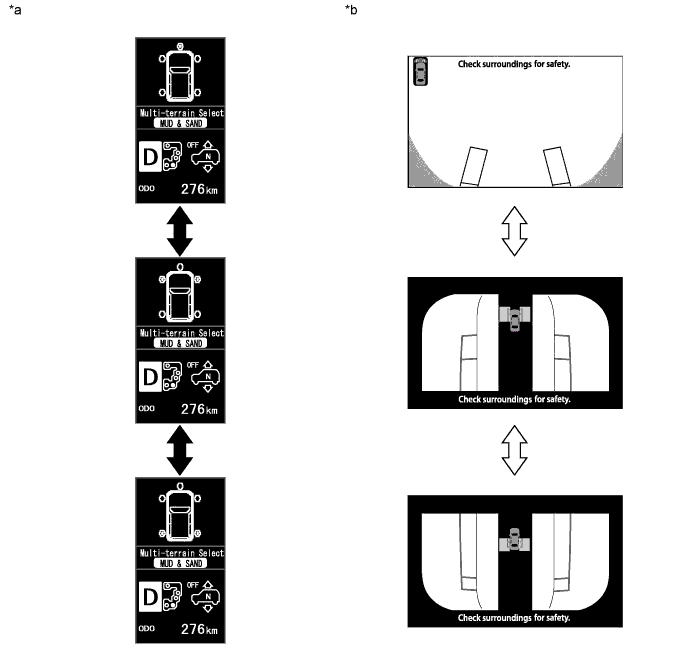 *a
*b
Multi-terrain Select
MUD & SAND
D
OFF
N
ODO 276km
Check surroundings for safety.
Multi-terrain Select
MUD & SAND
D
OFF
N
ODO 276km
Check surroundings for safety.
Multi-terrain Select
MUD & SAND
D
OFF
N
ODO 276km
Check surroundings for safety.